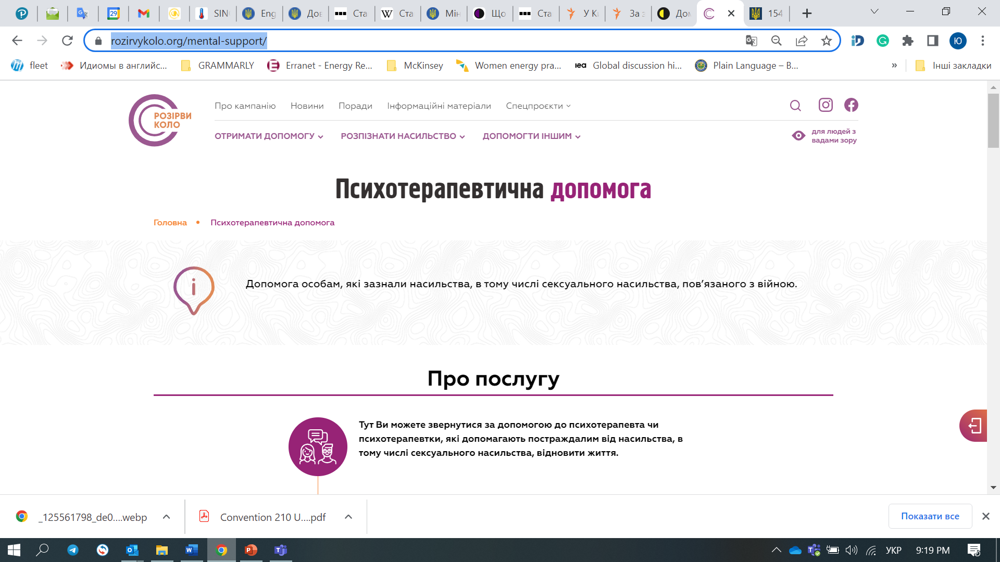 SIN
Eng
Дов
Ста
Ста
Мін
Що
Ста
У К
За з
Дом
154
rozirvykolo.org/mental-support/
Ю
fleet
Идиомы в английс...
GRAMMARLY
Erranet - Energy Re...
McKinsey
Women energy pra...
iea
Global discussion hi...
Plain Language – B...
»
Інші закладки
РОЗІРВИ
КОЛО
Про кампанію
Новини
Поради
Інформаційні матеріали
Спецпроєкти
ОТРИМАТИ ДОПОМОГУ
РОЗПІЗНАТИ НАСИЛЬСТВО
ДОПОМОГТИ ІНШИМ
для людей з
вадами зору
Психотерапевтична допомога
Головна • Психотерапевтична допомога
Допомога особам, які зазнали насильства, в тому числі сексуального насильства, пов’язаного з війною.
Про послугу
Тут Ви можете звернутися за допомогою до психотерапевта чи
психотерапевтки, які допомагають постраждалим від насильства, в
тому числі сексуального насильства, відновити життя.
_125561798_de0....webp
Convention 210 U....pdf
Показати все
УКР
9:19 PM